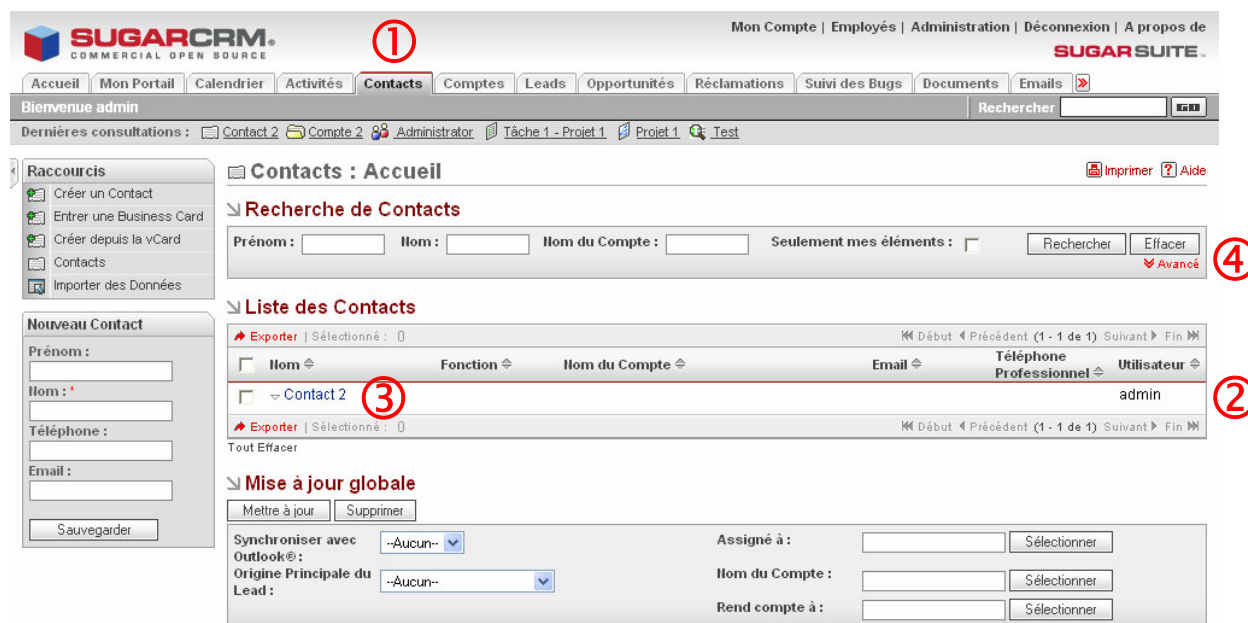 SUGARCRM.
COMMERCIAL OPEN SOURCE
①
Mon Compte | Employés | Administration | Déconnexion | A propos de
SUGARSUITE
Accueil Mon Portail Calendrier Activités Contacts Comptes Leads Opportunités Réclamations Suivi des Bugs Documents Emails
Bienvenue admin Rechercher GO
Dernières consultations : Contact 2 Compte 2 Administrator Tâche 1 - Projet 1 Projet 1 Test
Raccourcis
Créer un Contact
Entrer une Business Card
Créer depuis la vCard
Contacts
Importer des Données
Nouveau Contact
Prénom :
Nom : *
Téléphone :
Email :
Sauvegarder
Contacts : Accueil
Imprimer ? Aide
Recherche de Contacts
Prénom : Nom : Nom du Compte : Seulement mes éléments : Rechercher Effacer
Avancé
④
Liste des Contacts
Exporter | Sélectionné : 0 Début Précédent (1 - 1 de 1) Suivant Fin
Nom Fonction Nom du Compte Email Téléphone Professionnel Utilisateur
Contact 2 ③ admin ②
Exporter | Sélectionné : 0 Début Précédent (1 - 1 de 1) Suivant Fin
Tout Effacer
Mise à jour globale
Mettre à jour Supprimer
Synchroniser avec Outlook® : --Aucun-- Assigné à : Sélectionner
Origine Principale du Lead : --Aucun-- Nom du Compte : Sélectionner
Rend compte à : Sélectionner